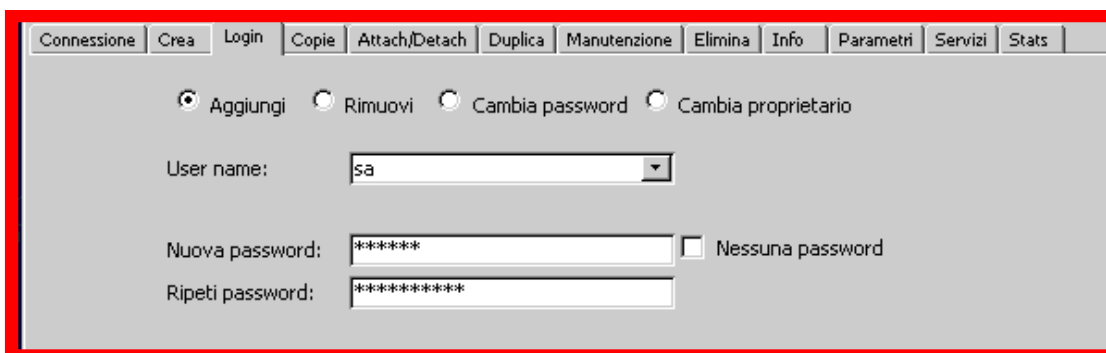 Connessione Crea Login Copie Attach/Detach Duplica Manutenzione Elimina Info Parametri Servizi Stats
Aggiungi Rimuovi Cambia password Cambia proprietario
User name: sa
Nuova password: ****** Nessuna password
Ripeti password: **********